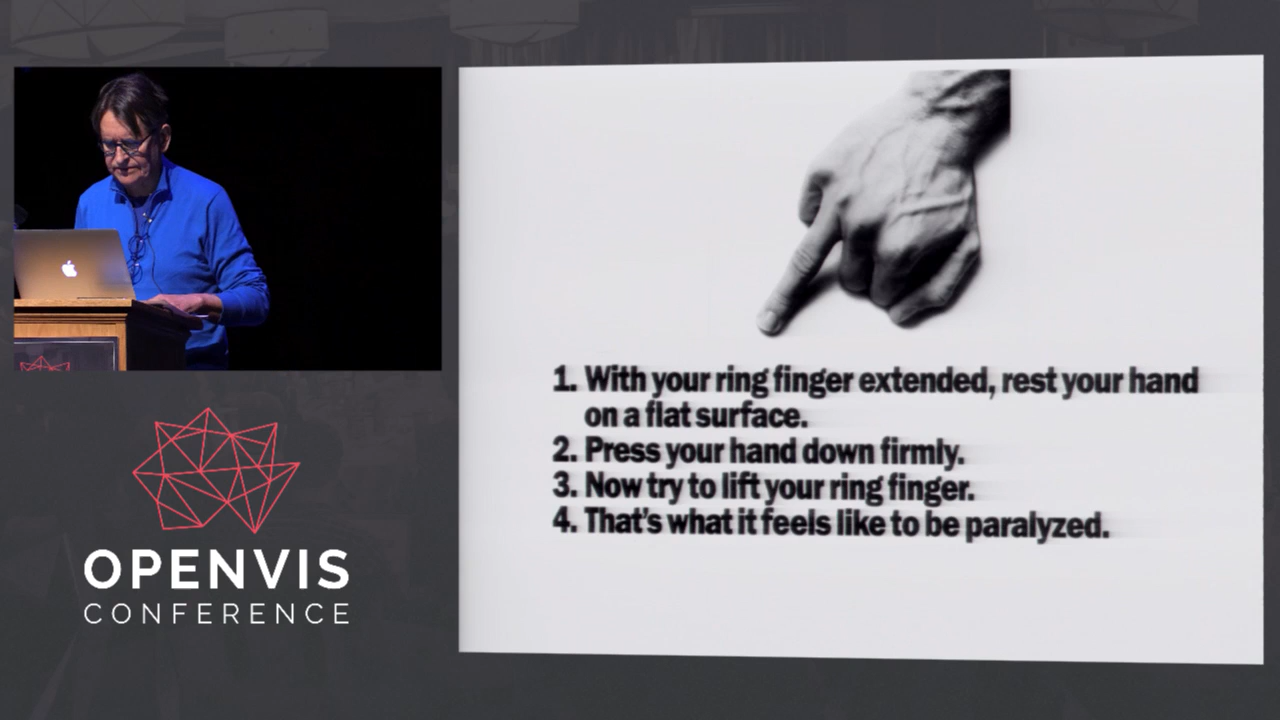 1. With your ring finger extended, rest your hand
on a flat surface.
2. Press your hand down firmly.
3. Now try to lift your ring finger.
4. That's what it feels like to be paralyzed.
OPENVIS
CONFERENCE